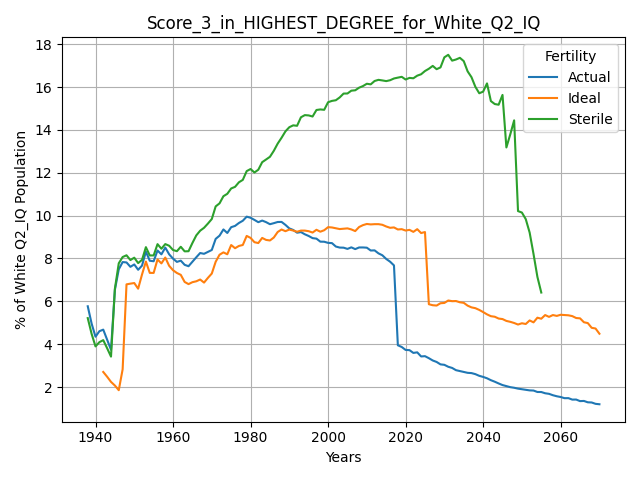 Score_3_in_HIGHEST_DEGREE_for_White_Q2_IQ
% of White Q2_IQ Population
18
16
14
12
10
8
6
4
2
Fertility
Actual
Ideal
Sterile
1940 1960 1980 2000 2020 2040 2060
Years